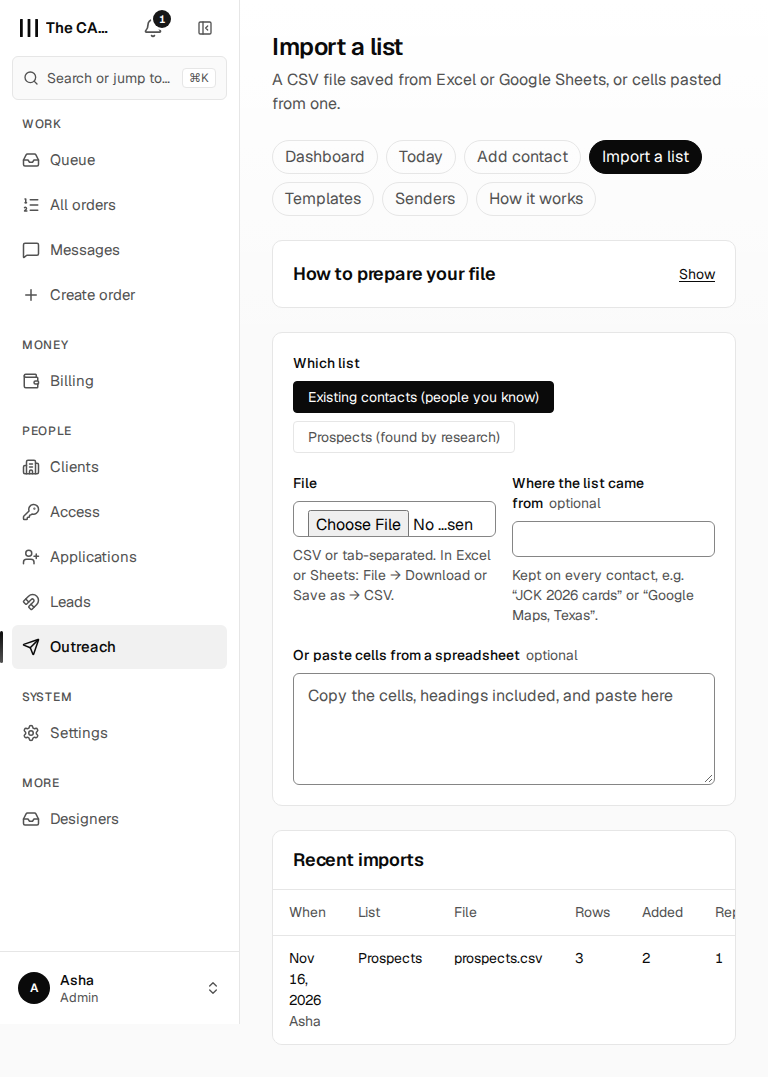 The CA...
1
Search or jump to...
⌘K
WORK
Queue
All orders
Messages
Create order
MONEY
Billing
PEOPLE
Clients
Access
Applications
Leads
Outreach
SYSTEM
Settings
MORE
Designers
A
Asha
Admin
Import a list
A CSV file saved from Excel or Google Sheets, or cells pasted
from one.
Dashboard
Today
Add contact
Import a list
Templates
Senders
How it works
How to prepare your file
Show
Which list
Existing contacts (people you know)
Prospects (found by research)
File
Choose File No ...sen
CSV or tab-separated. In Excel
or Sheets: File → Download or
Save as → CSV.
Where the list came
from optional
Kept on every contact, e.g.
“JCK 2026 cards” or “Google
Maps, Texas”.
Or paste cells from a spreadsheet optional
Copy the cells, headings included, and paste here
Recent imports
When List File Rows Added Rep
Nov Prospects prospects.csv 3 2 1
16,
2026
Asha